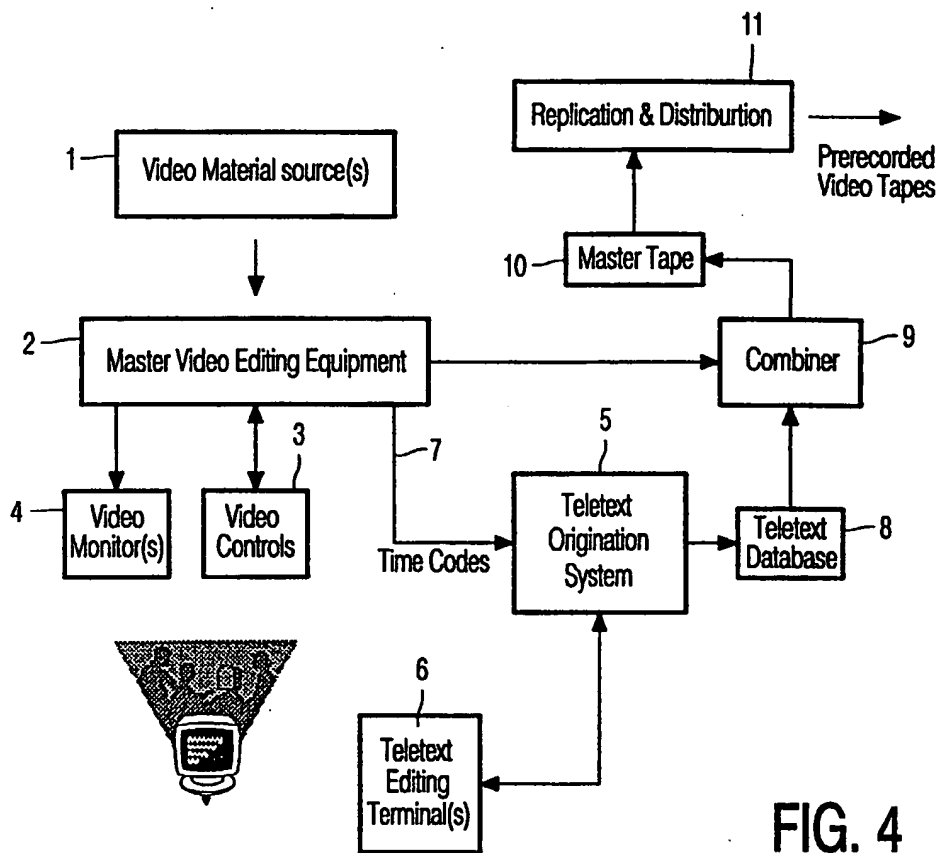 11
Replication & Distriburtion
Prerecorded
Video Tapes
1
Video Material source(s)
10
Master Tape
2
Master Video Editing Equipment
9
Combiner
7
3
4
Video
Monitor(s)
Video
Controls
Time Codes
5
Teletext
Origination
System
8
Teletext
Database
6
Teletext
Editing
Terminal(s)
FIG. 4